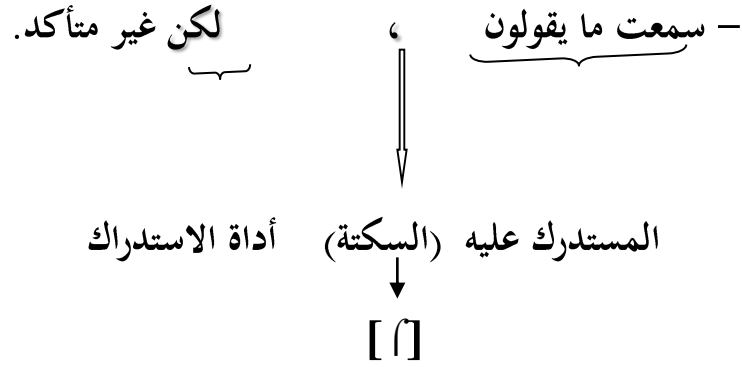 – سمعت ما يقولون ، لكن غير متأكد.
المستدرك عليه (السكتة) أداة الاستدراك
[ ]